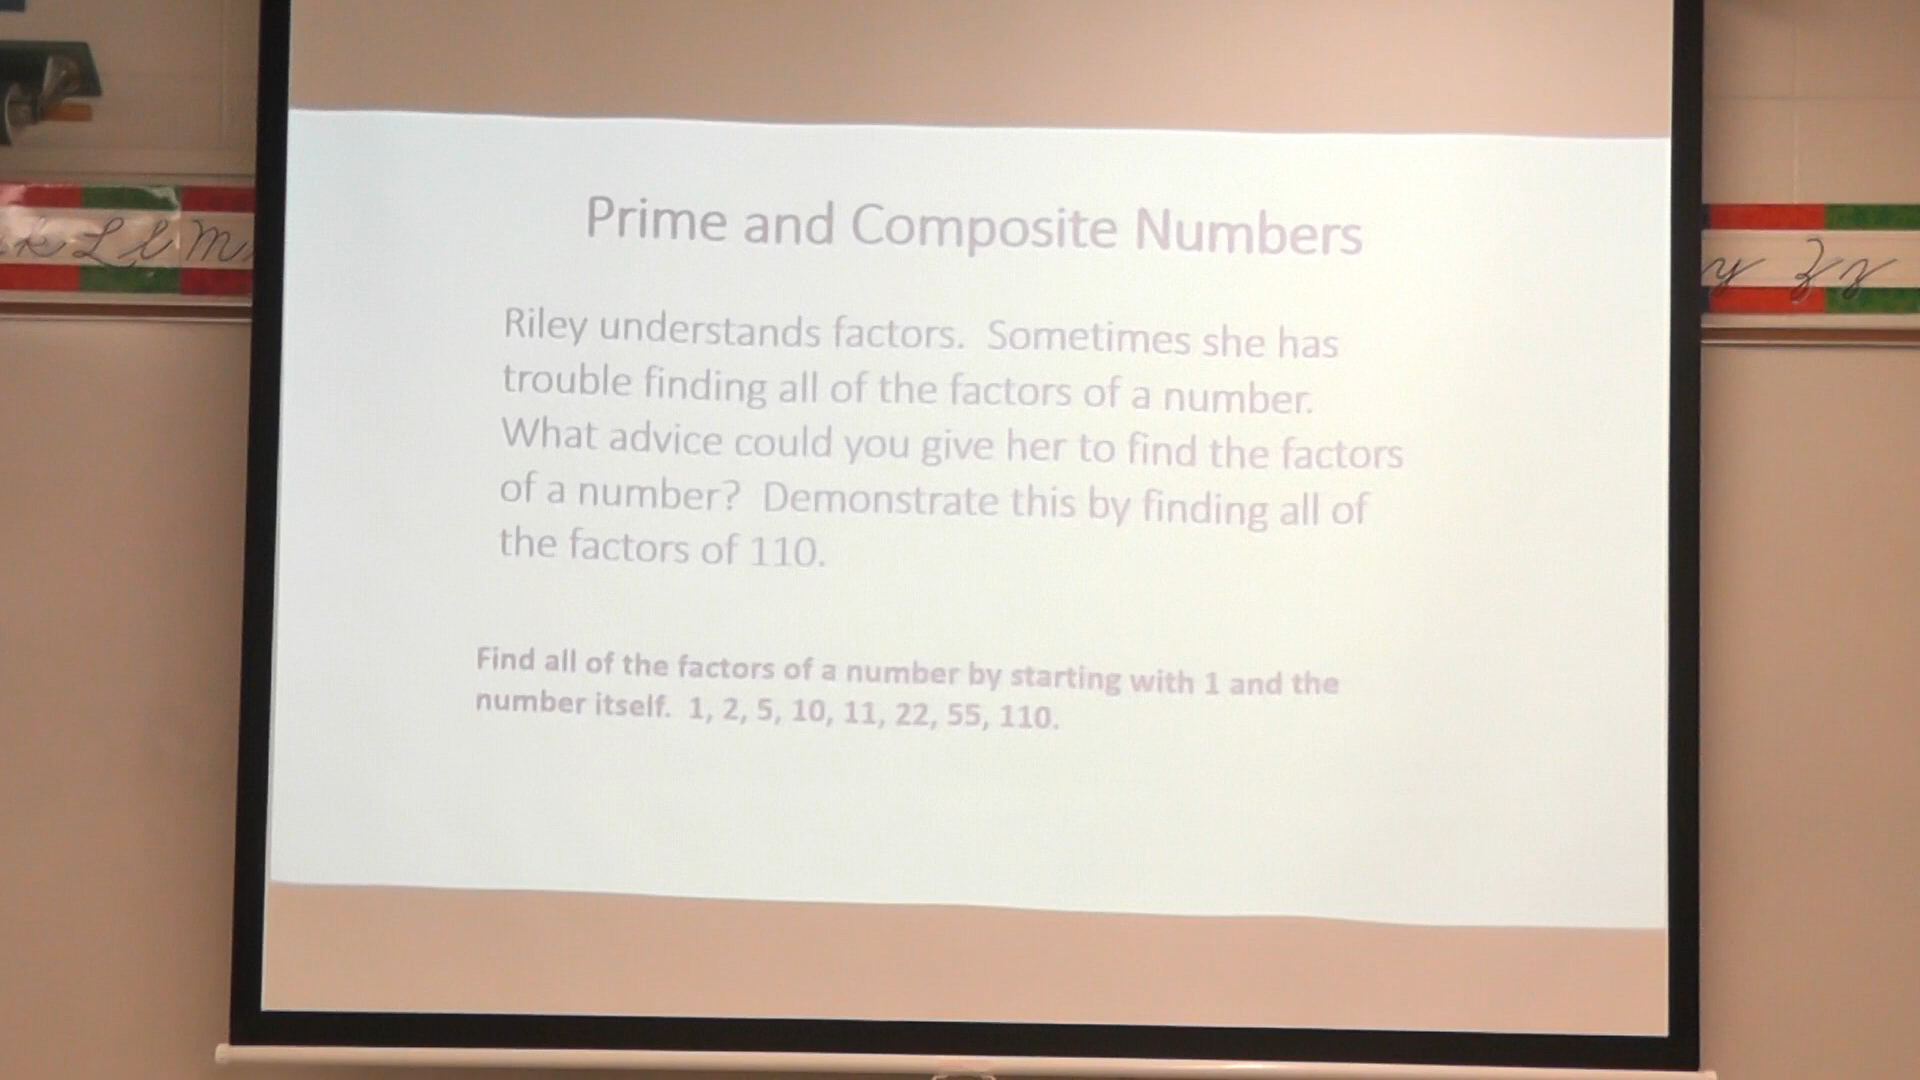 k L l M
y Z z
Prime and Composite Numbers
Riley understands factors.  Sometimes she has
trouble finding all of the factors of a number.
What advice could you give her to find the factors
of a number?  Demonstrate this by finding all of
the factors of 110.
Find all of the factors of a number by starting with 1 and the
number itself.  1, 2, 5, 10, 11, 22, 55, 110.